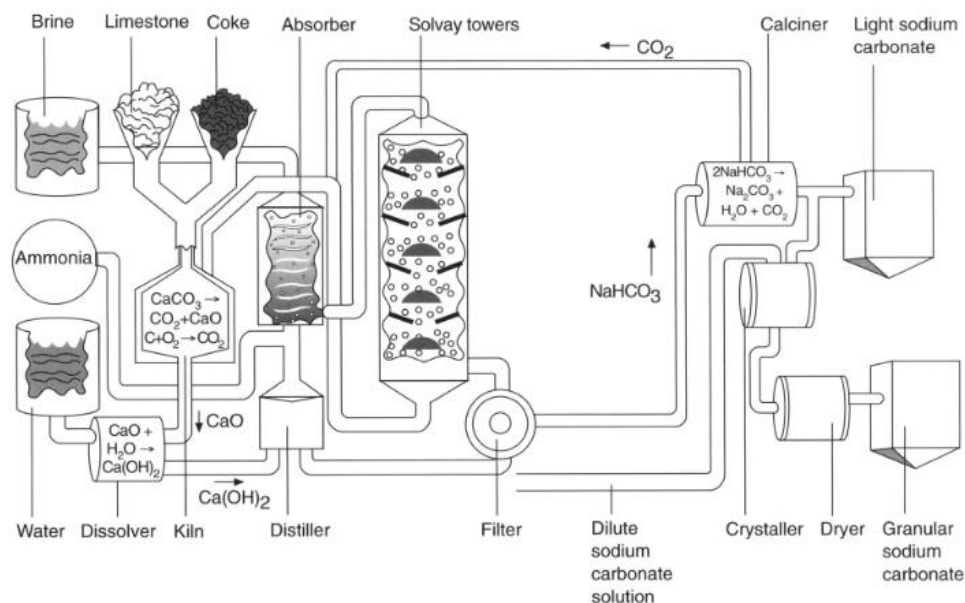 Brine
Limestone
Coke
Absorber
Solvay towers
Calciner
Light sodium
carbonate
← CO₂
2NaHCO₃→
Na₂CO₃ +
H₂O + CO₂
Ammonia
NaHCO₃
CaCO₃ →
CO₂+CaO
C+O₂→CO₂
↓ CaO
CaO +
H₂O →
Ca(OH)₂
→
Ca(OH)₂
Water
Dissolver
Kiln
Distiller
Filter
Dilute
sodium
carbonate
solution
Crystaller
Dryer
Granular
sodium
carbonate